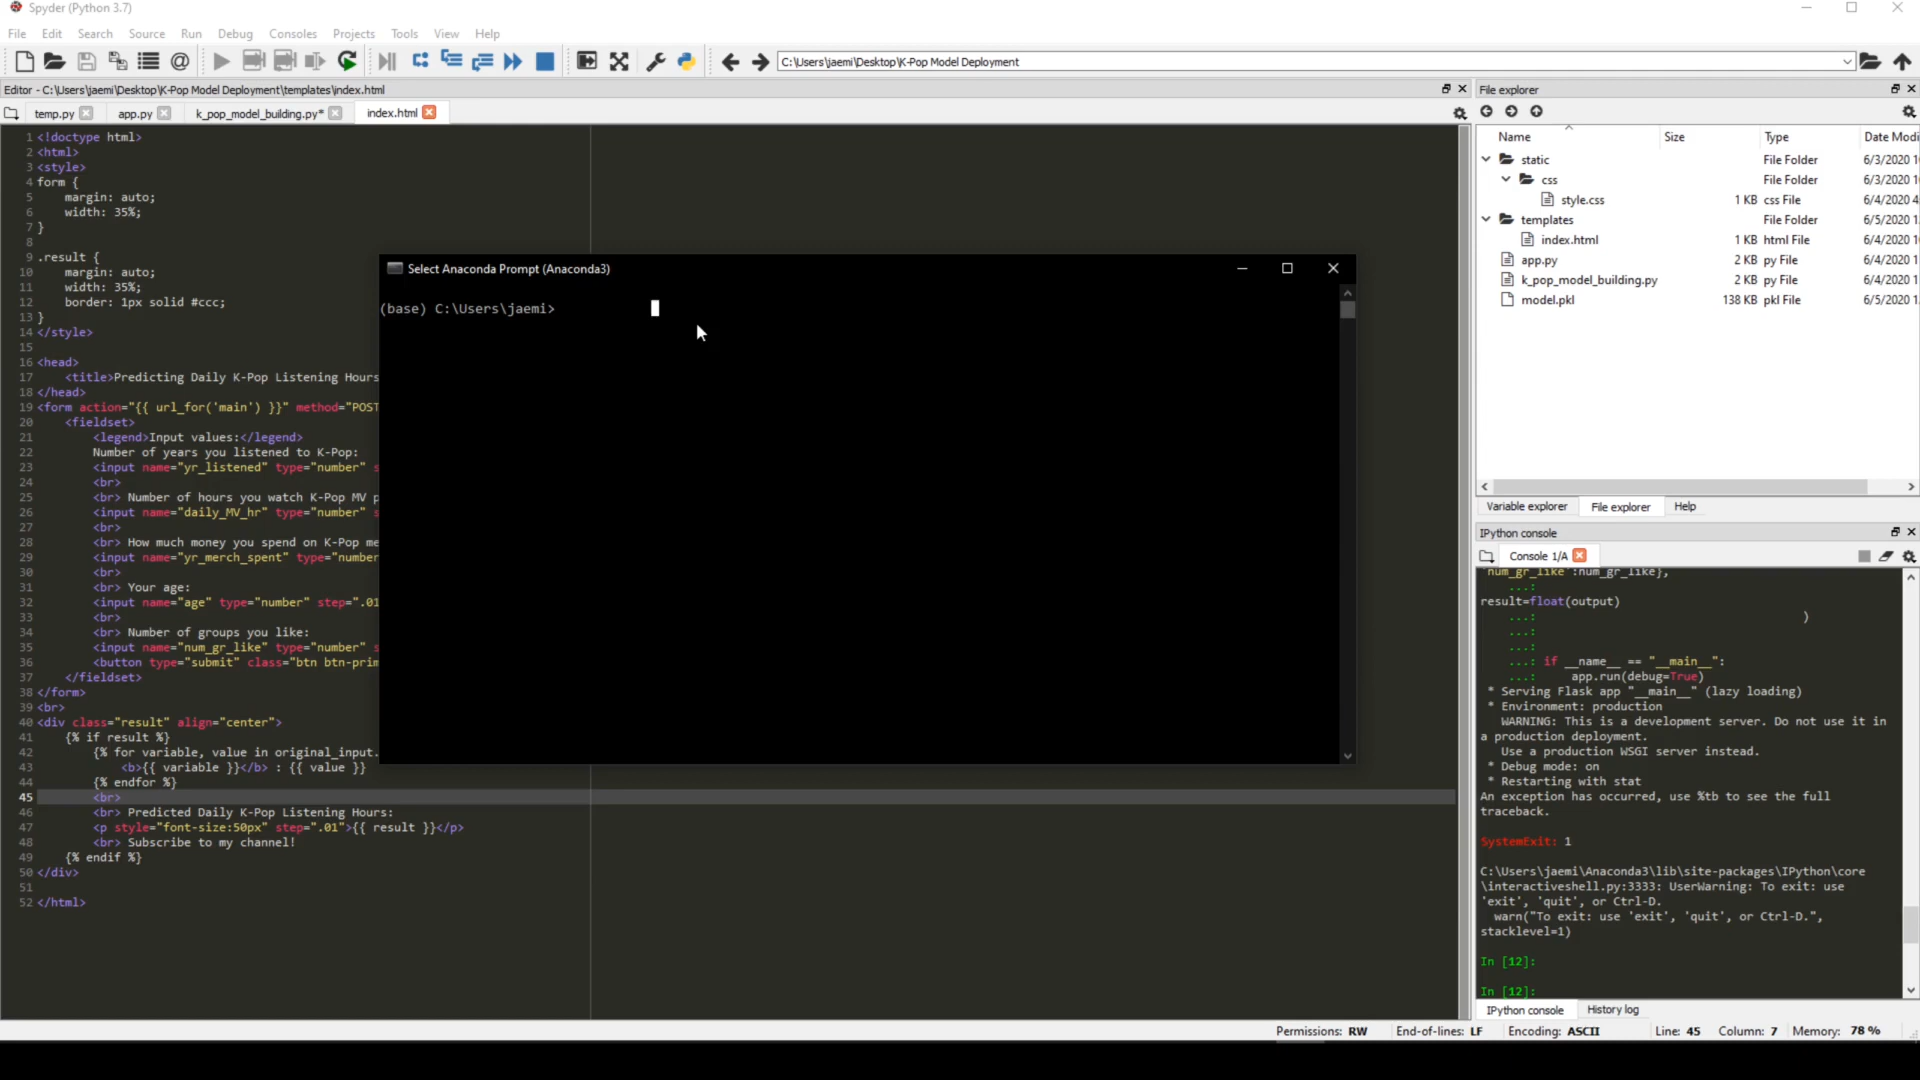 Spyder (Python 3.7)
File Edit Search Source Run Debug Consoles Projects Tools View Help
C:\Users\jaemi\Desktop\K-Pop Model Deployment
Editor - C:\Users\jaemi\Desktop\K-Pop Model Deployment\templates\index.html
temp.py app.py k_pop_model_building.py* index.html
1 <!doctype html>
2 <html>
3 <style>
4 form {
5 margin: auto;
6 width: 35%;
7 }
8
9 .result {
10 margin: auto;
11 width: 35%;
12 border: 1px solid #ccc;
13 }
14 </style>
15
16 <head>
17 <title>Predicting Daily K-Pop Listening Hours
18 </head>
19 <form action="{{ url_for('main') }}" method="POST
20 <fieldset>
21 <legend>Input values:</legend>
22 Number of years you listened to K-Pop:
23 <input name="yr_listened" type="number" s
24 <br>
25 <br> Number of hours you watch K-Pop MV p
26 <input name="daily_MV_hr" type="number" s
27 <br>
28 <br> How much money you spend on K-Pop me
29 <input name="yr_merch_spent" type="number
30 <br>
31 <br> Your age:
32 <input name="age" type="number" step=".01
33 <br>
34 <br> Number of groups you like:
35 <input name="num_gr_like" type="number" s
36 <button type="submit" class="btn btn-prim
37 </fieldset>
38 </form>
39 <br>
40 <div class="result" align="center">
41 {% if result %}
42 {% for variable, value in original_input.
43 <b>{{ variable }}</b> : {{ value }}
44 {% endfor %}
45 <br>
46 <br> Predicted Daily K-Pop Listening Hours:
47 <p style="font-size:50px" step=".01">{{ result }}</p>
48 <br> Subscribe to my channel!
49 {% endif %}
50 </div>
51
52 </html>
Select Anaconda Prompt (Anaconda3)
(base) C:\Users\jaemi>
File explorer
Name Size Type Date Modi
static File Folder 6/3/2020 1
css File Folder 6/3/2020 1
style.css 1 KB css File 6/4/2020 4
templates File Folder 6/5/2020 1
index.html 1 KB html File 6/4/2020 1
app.py 2 KB py File 6/4/2020 1
k_pop_model_building.py 2 KB py File 6/4/2020 1
model.pkl 138 KB pkl File 6/5/2020 1
Variable explorer File explorer Help
IPython console
Console 1/A
'num_gr_like':num_gr_like},
...:
result=float(output)
...: )
...:
...:
...: if __name__ == "__main__":
...: app.run(debug=True)
* Serving Flask app "__main__" (lazy loading)
* Environment: production
WARNING: This is a development server. Do not use it in
a production deployment.
Use a production WSGI server instead.
* Debug mode: on
* Restarting with stat
An exception has occurred, use %tb to see the full
traceback.
SystemExit: 1
C:\Users\jaemi\Anaconda3\lib\site-packages\IPython\core
\interactiveshell.py:3333: UserWarning: To exit: use
'exit', 'quit', or Ctrl-D.
warn("To exit: use 'exit', 'quit', or Ctrl-D.",
stacklevel=1)
In [12]:
In [12]:
IPython console History log
Permissions: RW End-of-lines: LF Encoding: ASCII Line: 45 Column: 7 Memory: 78 %